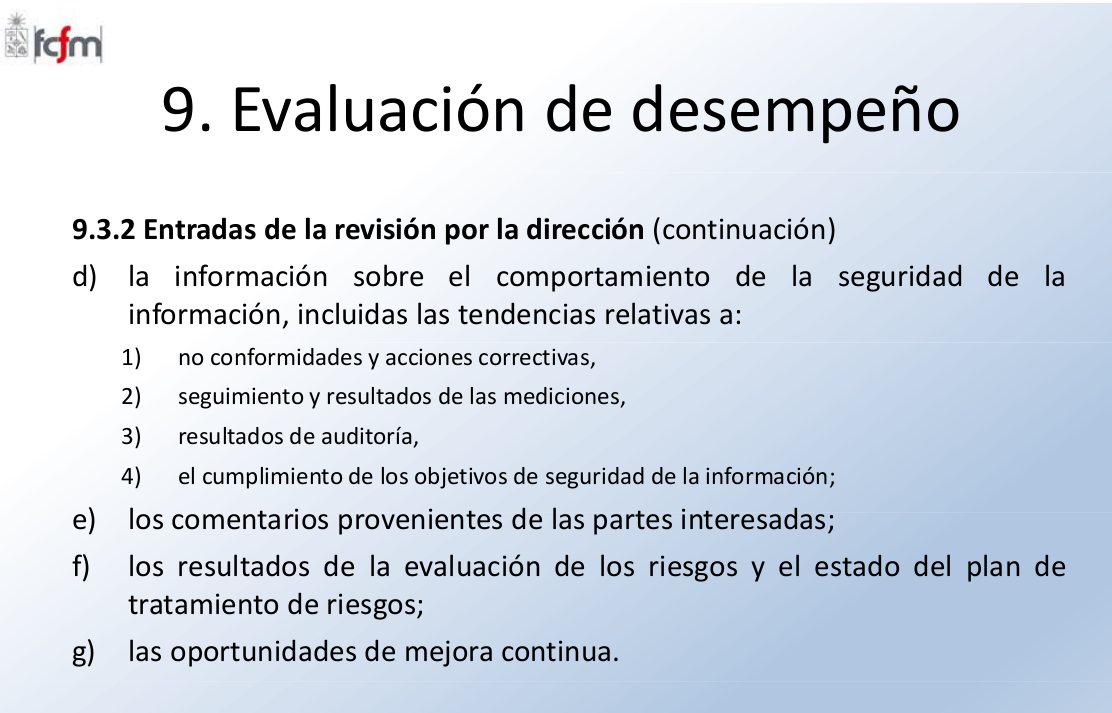 fcfm
9. Evaluación de desempeño
9.3.2 Entradas de la revisión por la dirección (continuación)
d) la información sobre el comportamiento de la seguridad de la
información, incluidas las tendencias relativas a:
1) no conformidades y acciones correctivas,
2) seguimiento y resultados de las mediciones,
3) resultados de auditoría,
4) el cumplimiento de los objetivos de seguridad de la información;
e) los comentarios provenientes de las partes interesadas;
f) los resultados de la evaluación de los riesgos y el estado del plan de
tratamiento de riesgos;
g) las oportunidades de mejora continua.